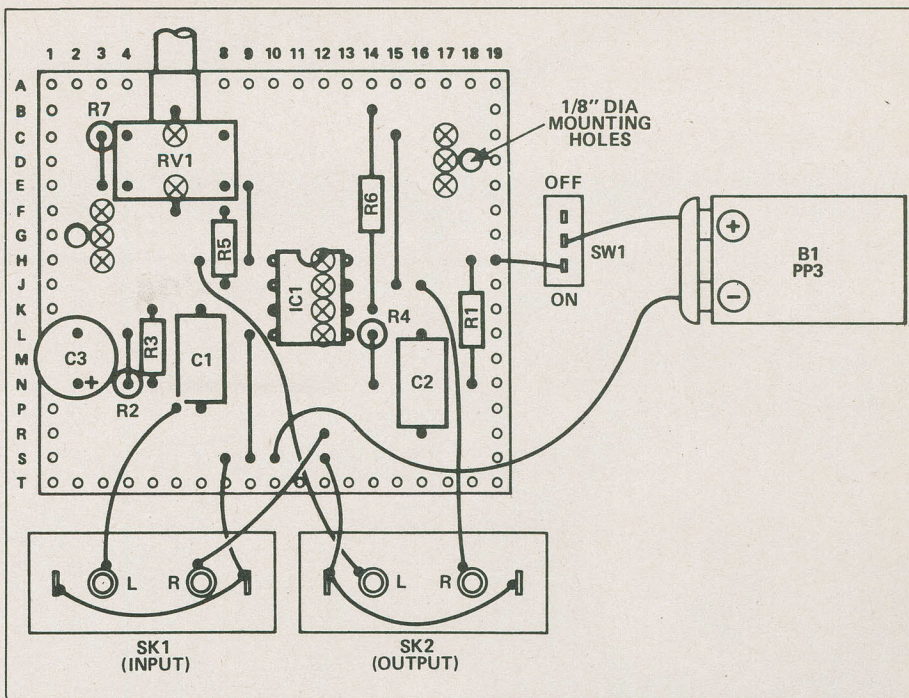 1 2 3 4 8 9 10 11 12 13 14 15 16 17 18 19
A
B
C
D
E
F
G
H
J
K
L
M
N
P
R
S
T
R7
RV1
1/8" DIA
MOUNTING
HOLES
OFF
SW1
ON
+
B1
PP3
−
R6
R5
IC1
R4
R1
C3
+
R3
C1
R2
C2
L R
L R
SK1
(INPUT)
SK2
(OUTPUT)